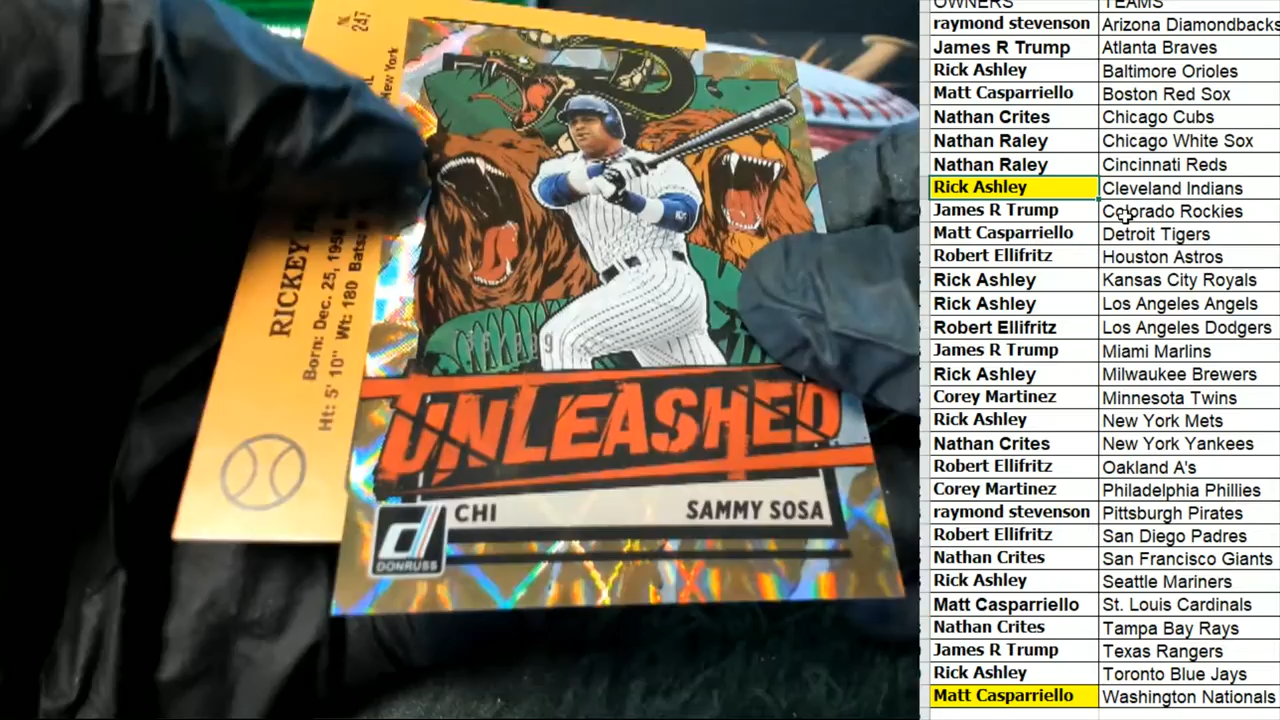 № 247
New York
RICKEY
Born: Dec. 25, 195
Ht: 5' 10" Wt: 180 Bats:
UNLEASHED
CHI SAMMY SOSA
DONRUSS
OWNERS TEAMS
raymond stevenson Arizona Diamondbacks
James R Trump Atlanta Braves
Rick Ashley Baltimore Orioles
Matt Casparriello Boston Red Sox
Nathan Crites Chicago Cubs
Nathan Raley Chicago White Sox
Nathan Raley Cincinnati Reds
Rick Ashley Cleveland Indians
James R Trump Colorado Rockies
Matt Casparriello Detroit Tigers
Robert Ellifritz Houston Astros
Rick Ashley Kansas City Royals
Rick Ashley Los Angeles Angels
Robert Ellifritz Los Angeles Dodgers
James R Trump Miami Marlins
Rick Ashley Milwaukee Brewers
Corey Martinez Minnesota Twins
Rick Ashley New York Mets
Nathan Crites New York Yankees
Robert Ellifritz Oakland A's
Corey Martinez Philadelphia Phillies
raymond stevenson Pittsburgh Pirates
Robert Ellifritz San Diego Padres
Nathan Crites San Francisco Giants
Rick Ashley Seattle Mariners
Matt Casparriello St. Louis Cardinals
Nathan Crites Tampa Bay Rays
James R Trump Texas Rangers
Rick Ashley Toronto Blue Jays
Matt Casparriello Washington Nationals